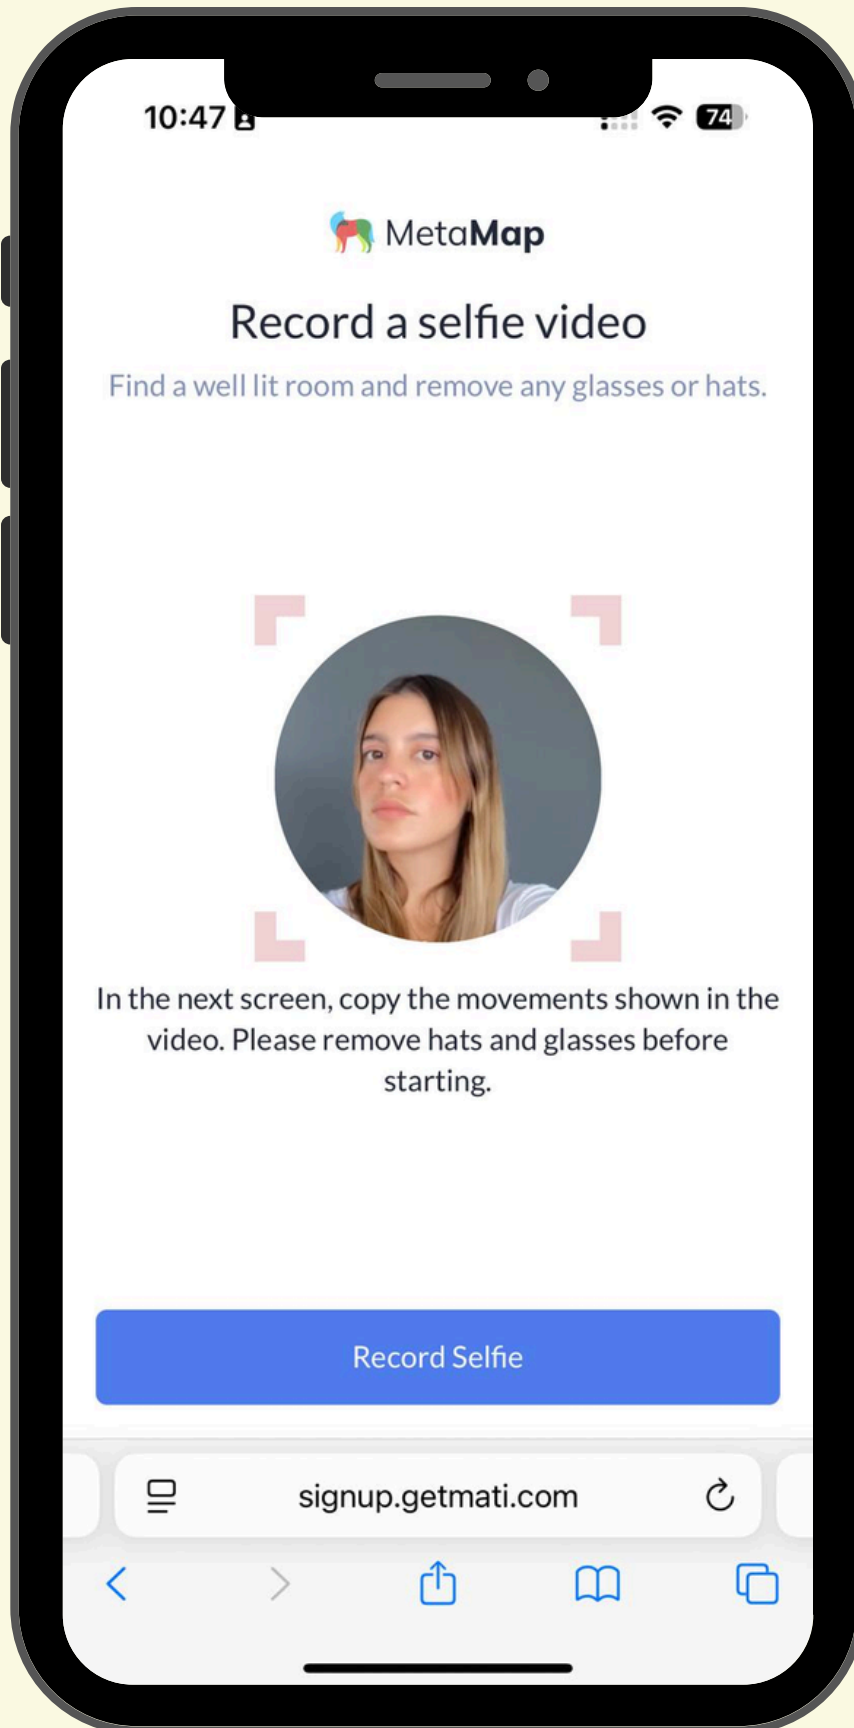 10:47
74
MetaMap
Record a selfie video
Find a well lit room and remove any glasses or hats.
In the next screen, copy the movements shown in the
video. Please remove hats and glasses before
starting.
Record Selfie
signup.getmati.com